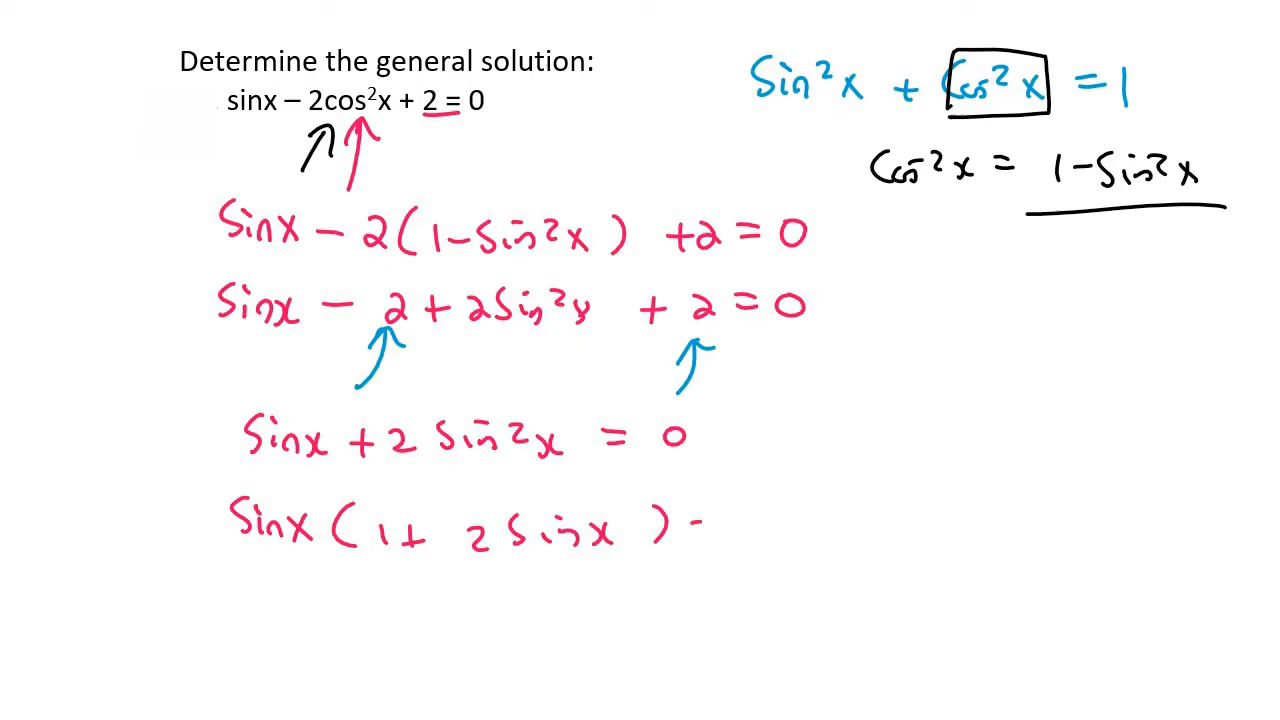 Determine the general solution:
sinx – 2cos²x + 2 = 0
Sin²x + Cos²x = 1
Cos²x = 1-Sin²x
Sinx - 2(1-Sin²x) +2 = 0
Sinx - 2 + 2Sin²x + 2 = 0
Sinx + 2 Sin²x = 0
Sinx (1+ 2 Sinx ) -